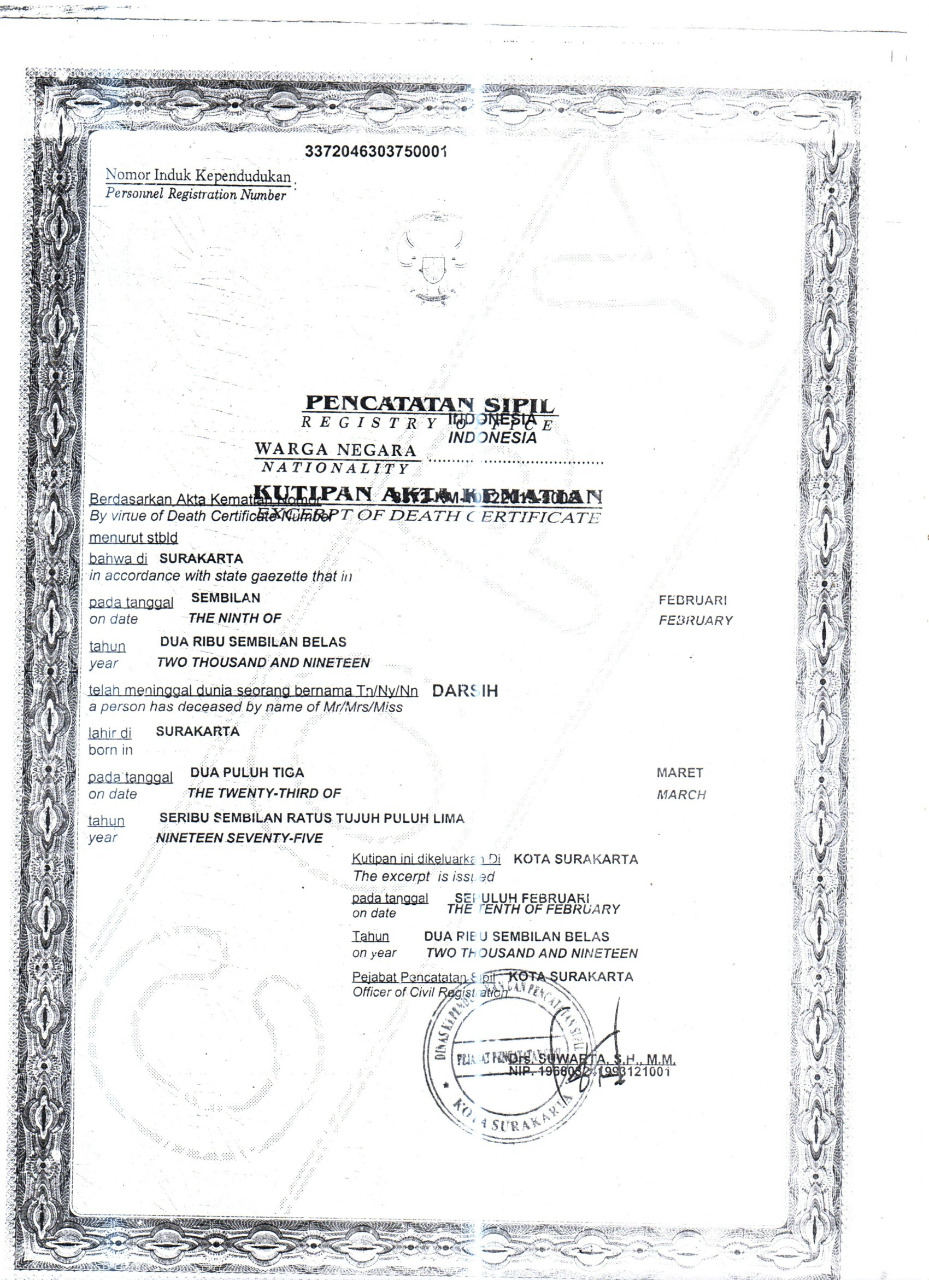 3372046303750001
Nomor Induk Kependudukan :
Personnel Registration Number
PENCATATAN SIPIL
REGISTRY OFFICE
INDONESIA
WARGA NEGARA
INDONESIA
NATIONALITY
KUTIPAN AKTA KEMATIAN
Berdasarkan Akta Kematian Nomor
EXCERPT OF DEATH CERTIFICATE
By virtue of Death Certificate Number
menurut stbld
bahwa di SURAKARTA
in accordance with state gaezette that in
pada tanggal SEMBILAN FEBRUARI
on date THE NINTH OF FEBRUARY
tahun DUA RIBU SEMBILAN BELAS
year TWO THOUSAND AND NINETEEN
telah meninggal dunia seorang bernama Tn/Ny/Nn DARSIH
a person has deceased by name of Mr/Mrs/Miss
lahir di SURAKARTA
born in
pada tanggal DUA PULUH TIGA MARET
on date THE TWENTY-THIRD OF MARCH
tahun SERIBU SEMBILAN RATUS TUJUH PULUH LIMA
year NINETEEN SEVENTY-FIVE
Kutipan ini dikeluarkan Di KOTA SURAKARTA
The excerpt is issued
pada tanggal SEPULUH FEBRUARI
on date THE TENTH OF FEBRUARY
Tahun DUA RIBU SEMBILAN BELAS
on year TWO THOUSAND AND NINETEEN
Pejabat Pencatatan Sipil KOTA SURAKARTA
Officer of Civil Registration
DINAS KEPENDUDUKAN DAN PENCATATAN SIPIL
PEJABAT PENCATATAN
KOTA SURAKARTA
Drs. SUWARTA, S.H., M.M.
NIP.